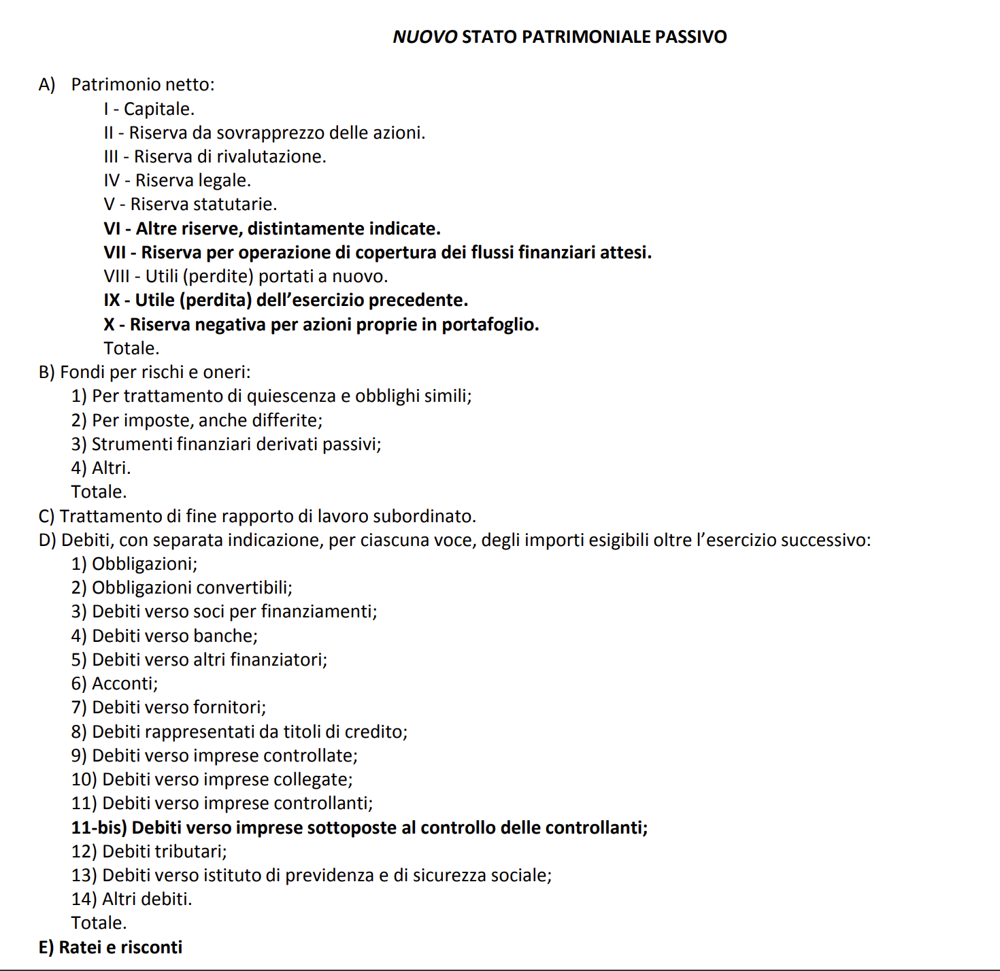 NUOVO STATO PATRIMONIALE PASSIVO
A) Patrimonio netto:
I - Capitale.
II - Riserva da sovrapprezzo delle azioni.
III - Riserva di rivalutazione.
IV - Riserva legale.
V - Riserva statutarie.
VI - Altre riserve, distintamente indicate.
VII - Riserva per operazione di copertura dei flussi finanziari attesi.
VIII - Utili (perdite) portati a nuovo.
IX - Utile (perdita) dell’esercizio precedente.
X - Riserva negativa per azioni proprie in portafoglio.
Totale.
B) Fondi per rischi e oneri:
1) Per trattamento di quiescenza e obblighi simili;
2) Per imposte, anche differite;
3) Strumenti finanziari derivati passivi;
4) Altri.
Totale.
C) Trattamento di fine rapporto di lavoro subordinato.
D) Debiti, con separata indicazione, per ciascuna voce, degli importi esigibili oltre l’esercizio successivo:
1) Obbligazioni;
2) Obbligazioni convertibili;
3) Debiti verso soci per finanziamenti;
4) Debiti verso banche;
5) Debiti verso altri finanziatori;
6) Acconti;
7) Debiti verso fornitori;
8) Debiti rappresentati da titoli di credito;
9) Debiti verso imprese controllate;
10) Debiti verso imprese collegate;
11) Debiti verso imprese controllanti;
11-bis) Debiti verso imprese sottoposte al controllo delle controllanti;
12) Debiti tributari;
13) Debiti verso istituto di previdenza e di sicurezza sociale;
14) Altri debiti.
Totale.
E) Ratei e risconti